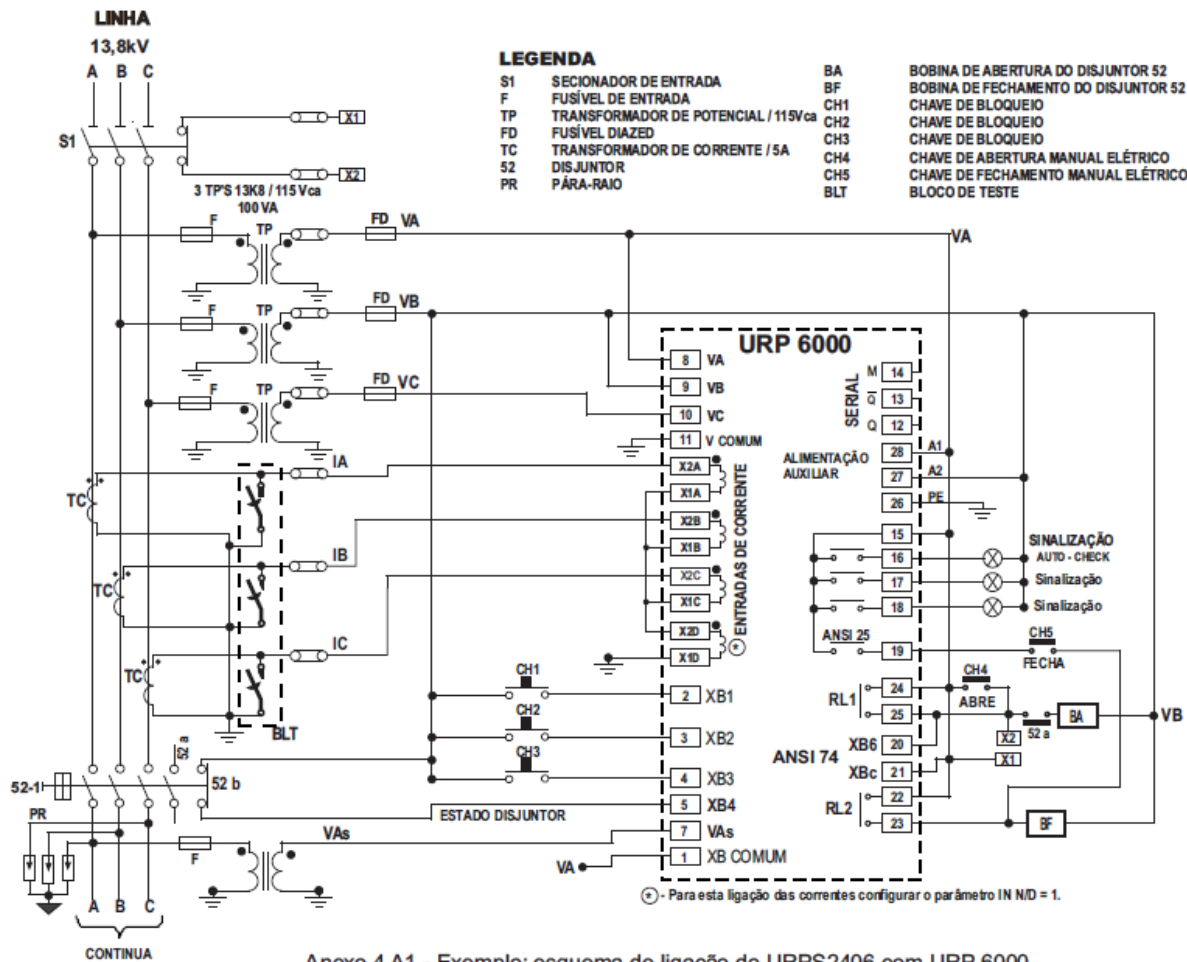 LINHA
13,8kV
A B C
S1
X1
X2
LEGENDA
S1 SECIONADOR DE ENTRADA
F FUSÍVEL DE ENTRADA
TP TRANSFORMADOR DE POTENCIAL / 115Vca
FD FUSÍVEL DIAZED
TC TRANSFORMADOR DE CORRENTE / 5A
52 DISJUNTOR
PR PÁRA-RAIO
BA BOBINA DE ABERTURA DO DISJUNTOR 52
BF BOBINA DE FECHAMENTO DO DISJUNTOR 52
CH1 CHAVE DE BLOQUEIO
CH2 CHAVE DE BLOQUEIO
CH3 CHAVE DE BLOQUEIO
CH4 CHAVE DE ABERTURA MANUAL ELÉTRICO
CH5 CHAVE DE FECHAMENTO MANUAL ELÉTRICO
BLT BLOCO DE TESTE
3 TP'S 13K8 / 115 Vca
100 VA
F TP FD VA
VA
F TP FD VB
F TP FD VC
TC
IA
TC
IB
TC
IC
BLT
CH1
CH2
CH3
52 a
52-1
52 b
PR
ESTADO DISJUNTOR
F
VAs
VA
A B C
CONTINUA
URP 6000
8 VA
9 VB
10 VC
11 V COMUM
X2A
X1A
X2B
X1B
X2C
X1C
X2D
X1D
ENTRADAS DE CORRENTE
(*)
2 XB1
3 XB2
4 XB3
5 XB4
7 VAs
1 XB COMUM
SERIAL
M 14
Q̅ 13
Q 12
ALIMENTAÇÃO
AUXILIAR
28 A1
27 A2
26 PE
15
16
17
18
ANSI 25
19
RL1
24
25
XB6 20
ANSI 74
XBc 21
RL2
22
23
SINALIZAÇÃO
AUTO - CHECK
Sinalização
Sinalização
CH5
FECHA
CH4
ABRE
52 a
BA
VB
X2
X1
BF
(*) - Para esta ligação das correntes configurar o parâmetro IN N/D = 1.
Anexo 4 A1 - Exemplo: esquema de ligação do URPS2406 com URP 6000